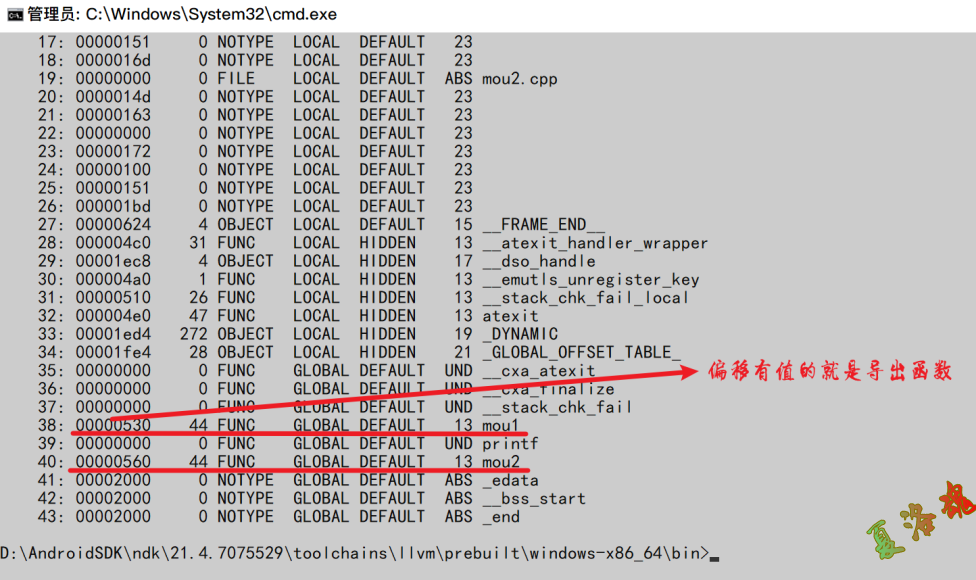 管理员: C:\Windows\System32\cmd.exe
17: 00000151 0 NOTYPE LOCAL DEFAULT 23
18: 0000016d 0 NOTYPE LOCAL DEFAULT 23
19: 00000000 0 FILE LOCAL DEFAULT ABS mou2.cpp
20: 0000014d 0 NOTYPE LOCAL DEFAULT 23
21: 00000163 0 NOTYPE LOCAL DEFAULT 23
22: 00000000 0 NOTYPE LOCAL DEFAULT 23
23: 00000172 0 NOTYPE LOCAL DEFAULT 23
24: 00000100 0 NOTYPE LOCAL DEFAULT 23
25: 00000151 0 NOTYPE LOCAL DEFAULT 23
26: 000001bd 0 NOTYPE LOCAL DEFAULT 23
27: 00000624 4 OBJECT LOCAL DEFAULT 15 __FRAME_END__
28: 000004c0 31 FUNC LOCAL HIDDEN 13 __atexit_handler_wrapper
29: 00001ec8 4 OBJECT LOCAL HIDDEN 17 __dso_handle
30: 000004a0 1 FUNC LOCAL HIDDEN 13 __emutls_unregister_key
31: 00000510 26 FUNC LOCAL HIDDEN 13 __stack_chk_fail_local
32: 000004e0 47 FUNC LOCAL HIDDEN 13 atexit
33: 00001ed4 272 OBJECT LOCAL HIDDEN 19 _DYNAMIC
34: 00001fe4 28 OBJECT LOCAL HIDDEN 21 _GLOBAL_OFFSET_TABLE_
35: 00000000 0 FUNC GLOBAL DEFAULT UND __cxa_atexit
偏移有值的就是导出函数
36: 00000000 0 FUNC GLOBAL DEFAULT UND __cxa_finalize
37: 00000000 0 FUNC GLOBAL DEFAULT UND __stack_chk_fail
38: 00000530 44 FUNC GLOBAL DEFAULT 13 mou1
39: 00000000 0 FUNC GLOBAL DEFAULT UND printf
40: 00000560 44 FUNC GLOBAL DEFAULT 13 mou2
41: 00002000 0 NOTYPE GLOBAL DEFAULT ABS _edata
42: 00002000 0 NOTYPE GLOBAL DEFAULT ABS __bss_start
43: 00002000 0 NOTYPE GLOBAL DEFAULT ABS _end
D:\AndroidSDK\ndk\21.4.7075529\toolchains\llvm\prebuilt\windows-x86_64\bin>